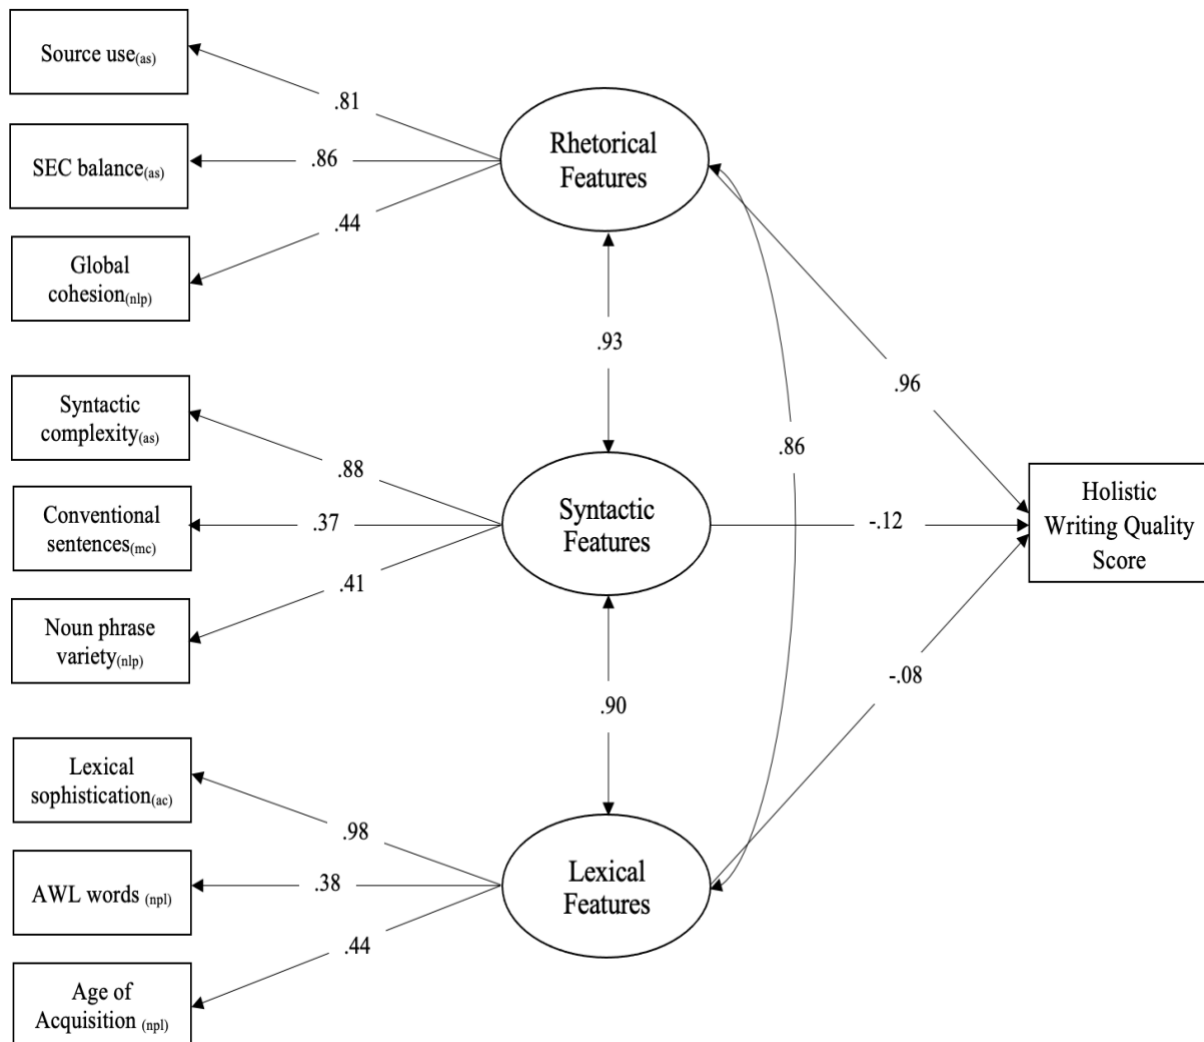 Source use(as)
.81
SEC balance(as)
.86
Global
cohesion(nlp)
.44
Rhetorical
Features
.93
.96
.86
Syntactic
complexity(as)
.88
Conventional
sentences(mc)
.37
Noun phrase
variety(nlp)
.41
Syntactic
Features
-.12
Holistic
Writing Quality
Score
.90
-.08
Lexical
sophistication(ac)
.98
AWL words (npl)
.38
Age of
Acquisition (npl)
.44
Lexical
Features